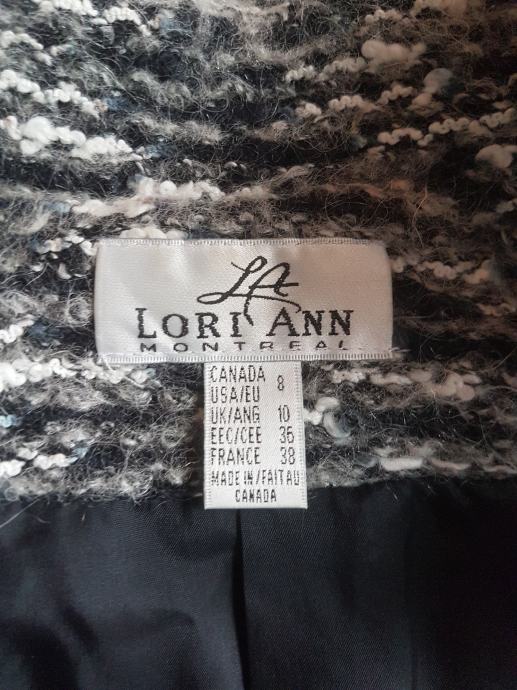 LA
LORI ANN
MONTREAL
CANADA 8
USA/EU
UK/ANG 10
EEC/CEE 36
FRANCE 38
MADE IN/FAIT AU
CANADA